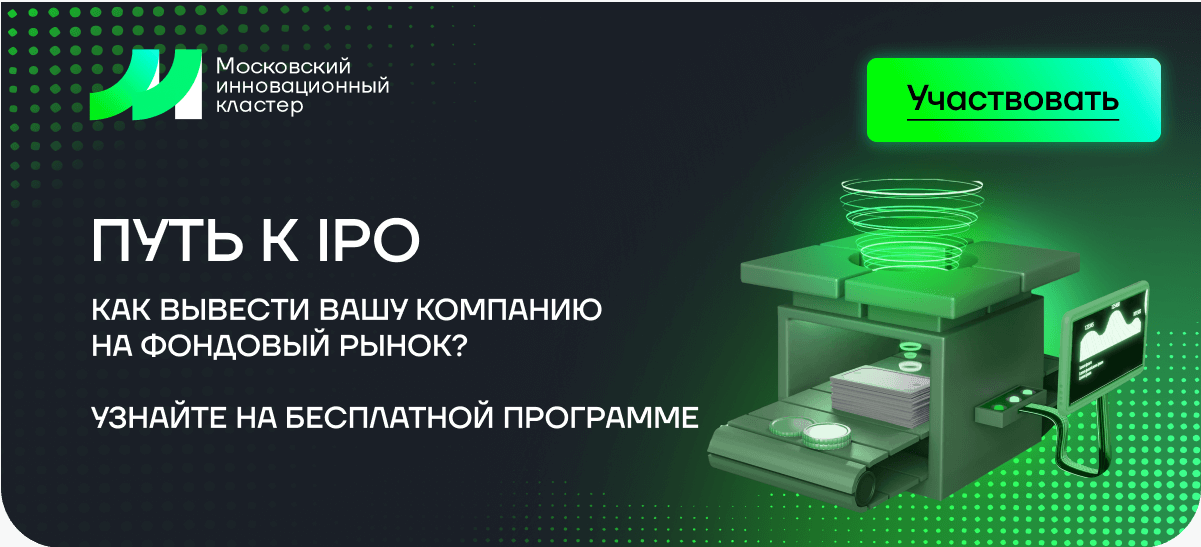 Московский
инновационный
кластер
Участвовать
ПУТЬ К IPO
КАК ВЫВЕСТИ ВАШУ КОМПАНИЮ
НА ФОНДОВЫЙ РЫНОК?
УЗНАЙТЕ НА БЕСПЛАТНОЙ ПРОГРАММЕ